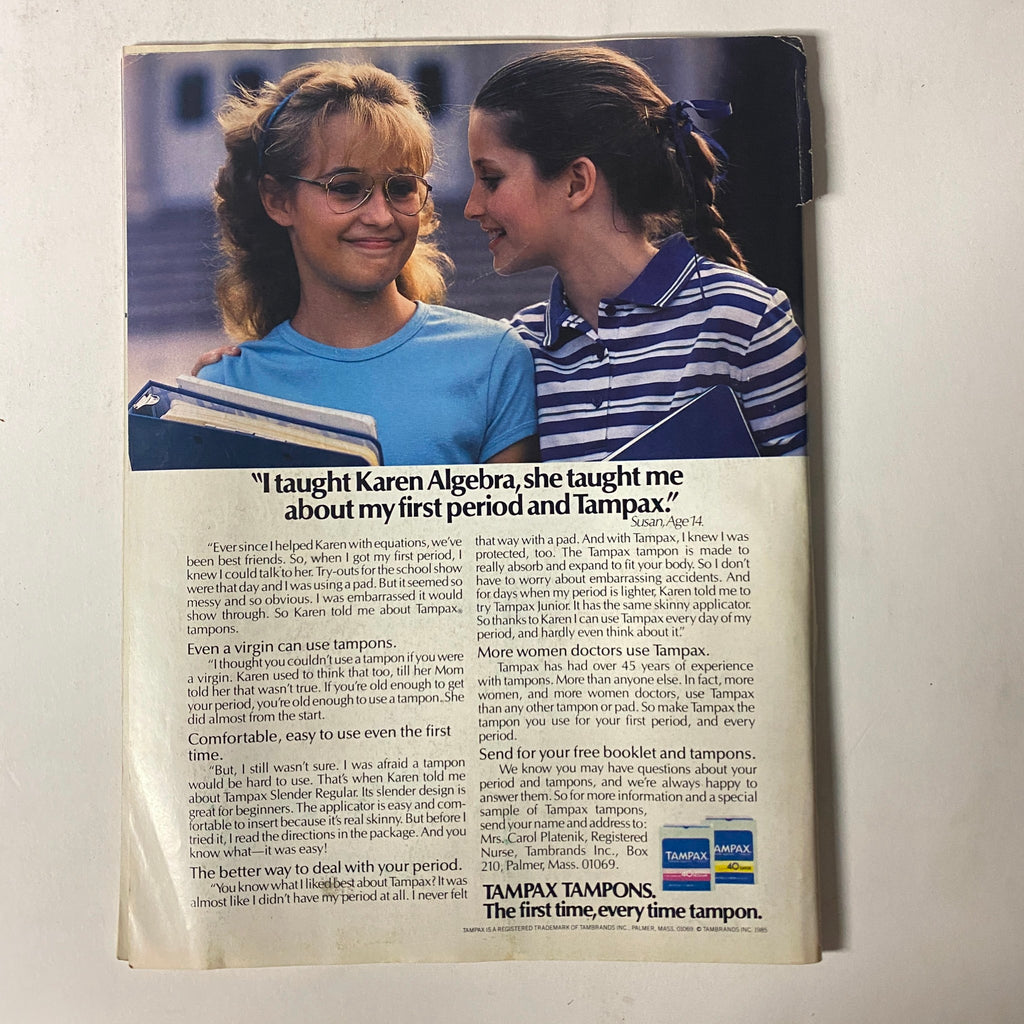 “I taught Karen Algebra, she taught me
about my first period and Tampax.”
Susan, Age 14.
“Ever since I helped Karen with equations, we’ve
been best friends. So, when I got my first period, I
knew I could talk to her. Try-outs for the school show
were that day and I was using a pad. But it seemed so
messy and so obvious. I was embarrassed it would
show through. So Karen told me about Tampax®
tampons.
Even a virgin can use tampons.
“I thought you couldn’t use a tampon if you were
a virgin. Karen used to think that too, till her Mom
told her that wasn’t true. If you’re old enough to get
your period, you’re old enough to use a tampon. She
did almost from the start.
Comfortable, easy to use even the first
time.
“But, I still wasn’t sure. I was afraid a tampon
would be hard to use. That’s when Karen told me
about Tampax Slender Regular. Its slender design is
great for beginners. The applicator is easy and com-
fortable to insert because it’s real skinny. But before I
tried it, I read the directions in the package. And you
know what—it was easy!
The better way to deal with your period.
“You know what I liked best about Tampax? It was
almost like I didn’t have my period at all. I never felt
that way with a pad. And with Tampax, I knew I was
protected, too. The Tampax tampon is made to
really absorb and expand to fit your body. So I don’t
have to worry about embarrassing accidents. And
for days when my period is lighter, Karen told me to
try Tampax Junior. It has the same skinny applicator.
So thanks to Karen I can use Tampax every day of my
period, and hardly even think about it.”
More women doctors use Tampax.
Tampax has had over 45 years of experience
with tampons. More than anyone else. In fact, more
women, and more women doctors, use Tampax
than any other tampon or pad. So make Tampax the
tampon you use for your first period, and every
period.
Send for your free booklet and tampons.
We know you may have questions about your
period and tampons, and we’re always happy to
answer them. So for more information and a special
sample of Tampax tampons,
send your name and address to:
Mrs. Carol Platenik, Registered
Nurse, Tambrands Inc., Box
210, Palmer, Mass. 01069.
TAMPAX
40
AMPAX
40
TAMPAX TAMPONS.
The first time, every time tampon.
TAMPAX IS A REGISTERED TRADEMARK OF TAMBRANDS INC., PALMER, MASS. 01069 © TAMBRANDS INC. 1985